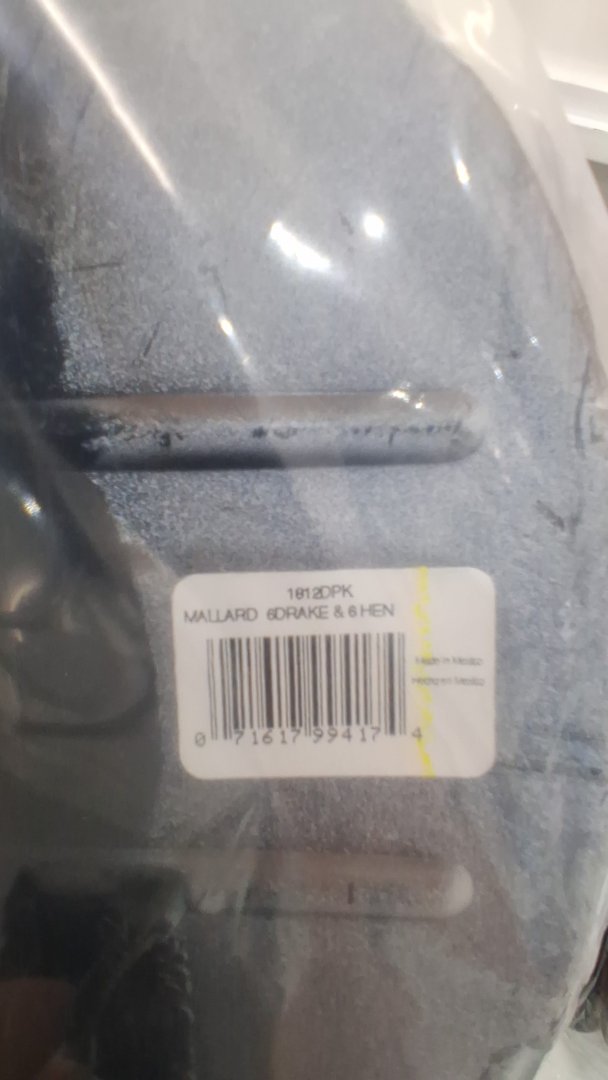 1812DPK
MALLARD 6DRAKE & 6 HEN
Made in Mexico
Hecho en Mexico
0 71617 99417 4